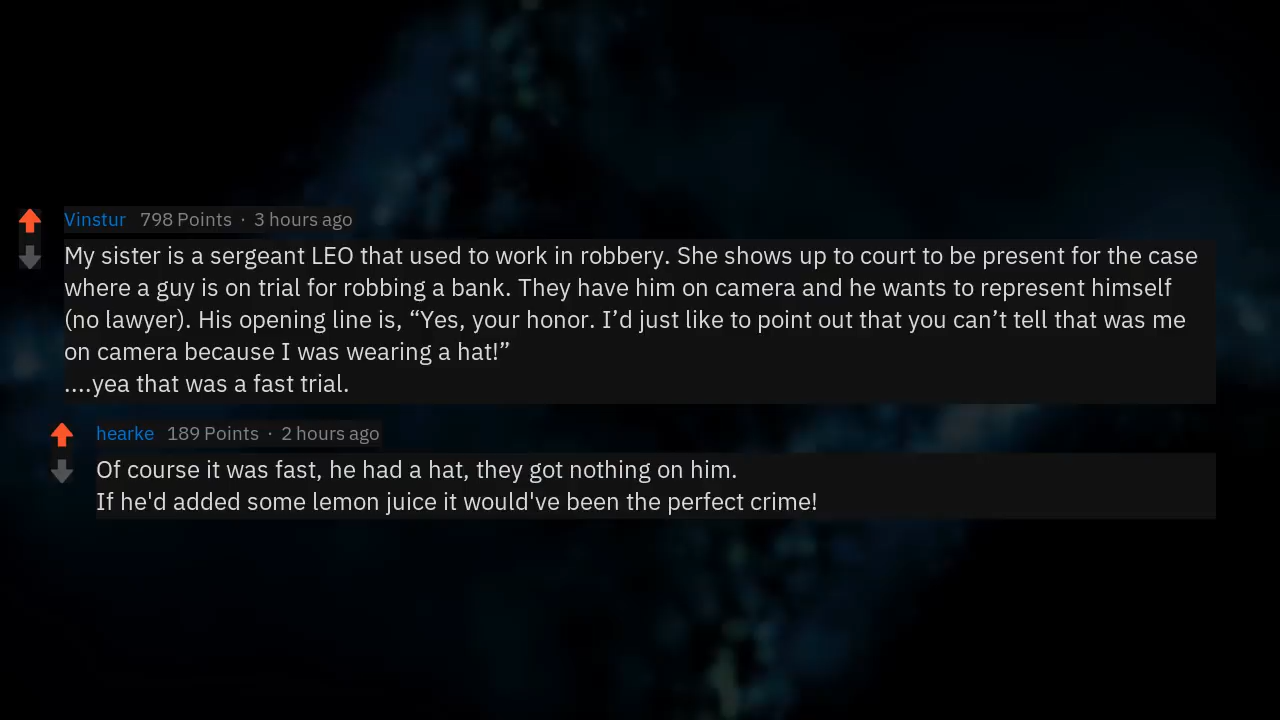 Vinstur 798 Points · 3 hours ago
My sister is a sergeant LEO that used to work in robbery. She shows up to court to be present for the case
where a guy is on trial for robbing a bank. They have him on camera and he wants to represent himself
(no lawyer). His opening line is, “Yes, your honor. I’d just like to point out that you can’t tell that was me
on camera because I was wearing a hat!”
....yea that was a fast trial.
hearke 189 Points · 2 hours ago
Of course it was fast, he had a hat, they got nothing on him.
If he'd added some lemon juice it would've been the perfect crime!